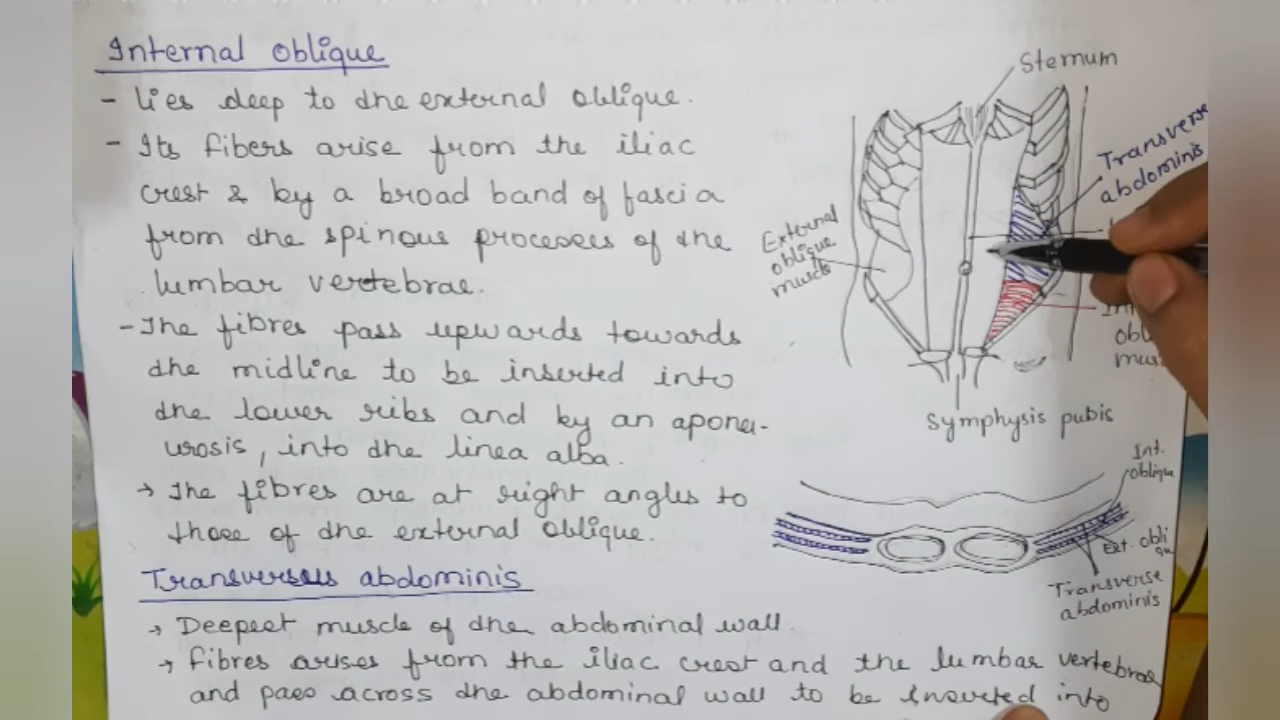 Internal oblique
- lies deep to the external oblique.
- Its fibers arise from the iliac
crest & by a broad band of fascia
from the spinous processes of the
lumbar vertebrae.
- The fibres pass upwards towards
the midline to be inserted into
the lower ribs and by an aponeu-
urosis, into the linea alba.
→ The fibres are at right angles to
those of the external oblique.
Transversus abdominis
→ Deepest muscle of the abdominal wall.
→ fibres arises from the iliac crest and the lumbar vertebrae
and pass across the abdominal wall to be inserted into
Sternum
Transverse
abdominis
External
oblique
muscle
Symphysis pubis
Int.
oblique
Ext. obli
que
Transverse
abdominis